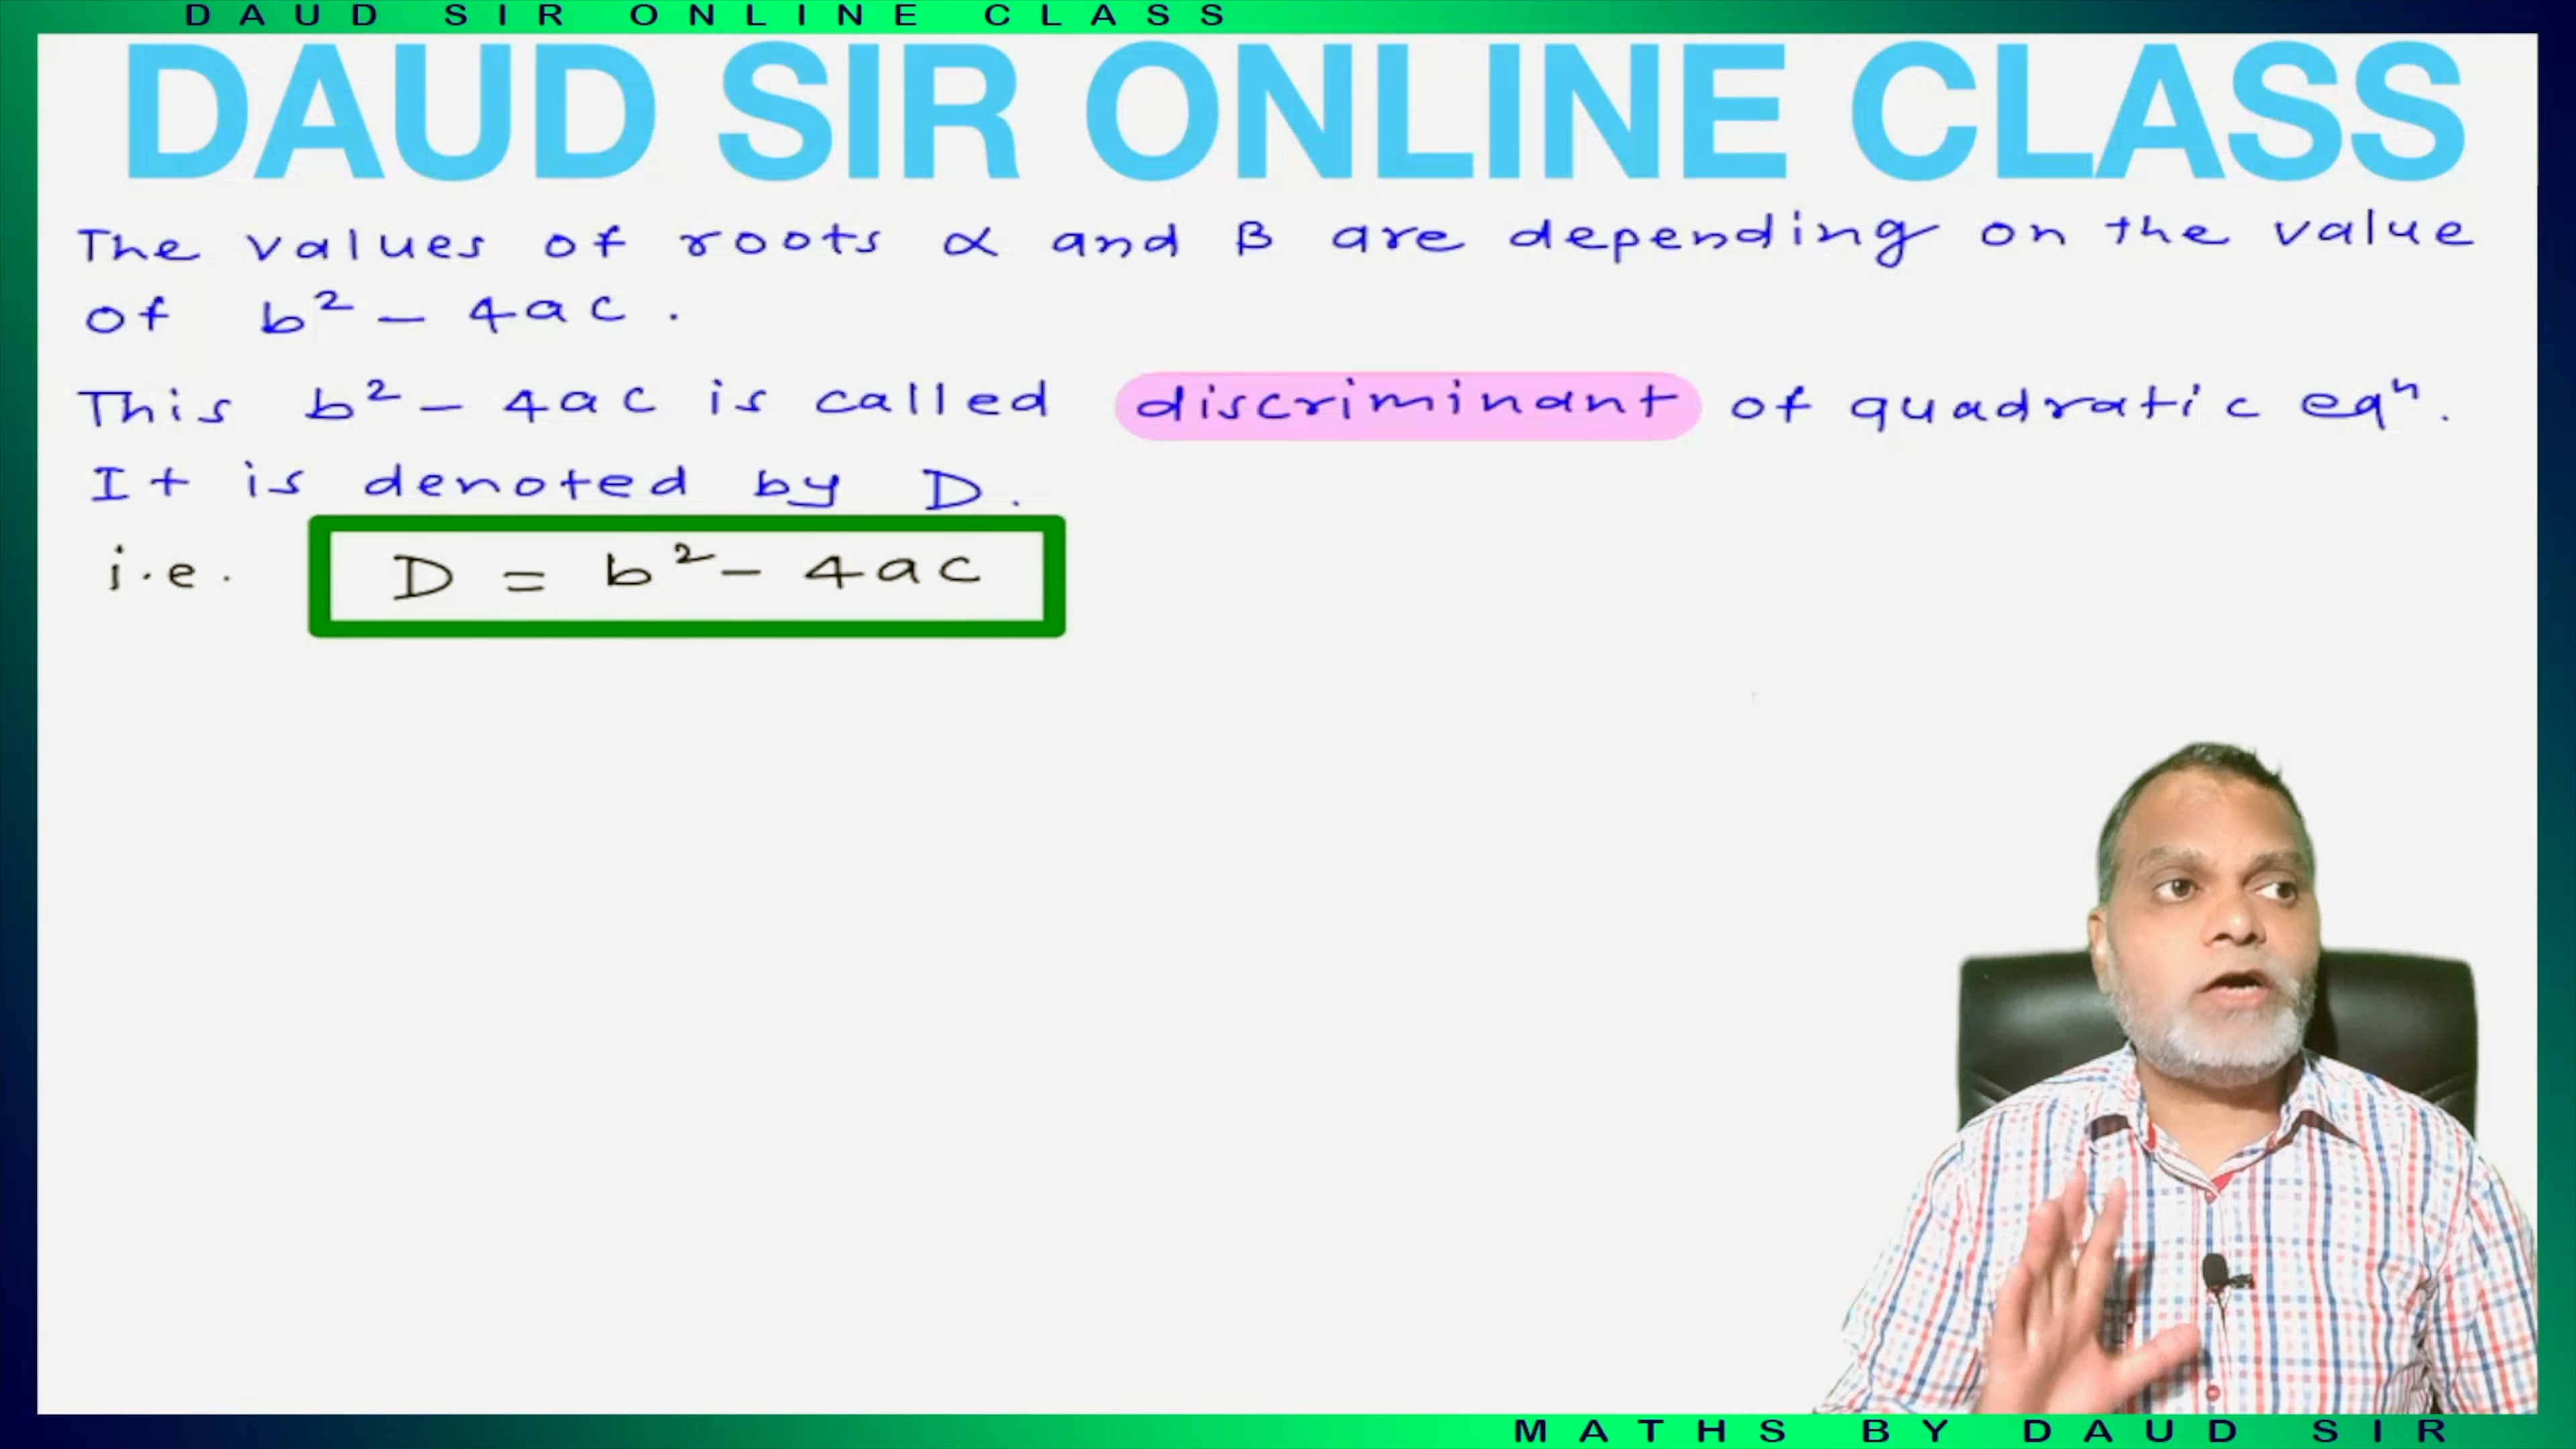 DAUD SIR ONLINE CLASS
DAUD SIR ONLINE CLASS
The values of roots α and β are depending on the value
of b² - 4ac.
This b² - 4ac is called discriminant of quadratic eqⁿ.
It is denoted by D.
i.e. D = b² - 4ac
MATHS BY DAUD SIR